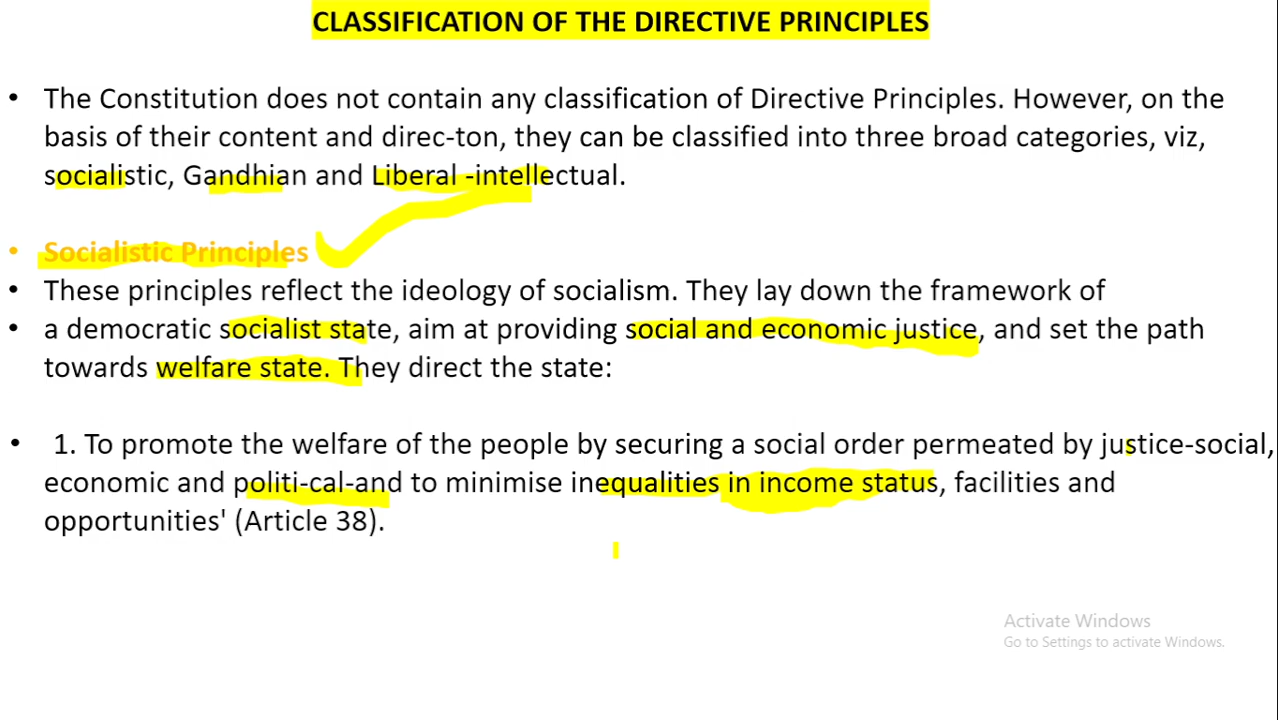 CLASSIFICATION OF THE DIRECTIVE PRINCIPLES
• The Constitution does not contain any classification of Directive Principles. However, on the
basis of their content and direc-ton, they can be classified into three broad categories, viz,
socialistic, Gandhian and Liberal -intellectual.
• Socialistic Principles
• These principles reflect the ideology of socialism. They lay down the framework of
• a democratic socialist state, aim at providing social and economic justice, and set the path
towards welfare state. They direct the state:
• 1. To promote the welfare of the people by securing a social order permeated by justice-social,
economic and politi-cal-and to minimise inequalities in income status, facilities and
opportunities' (Article 38).
Activate Windows
Go to Settings to activate Windows.